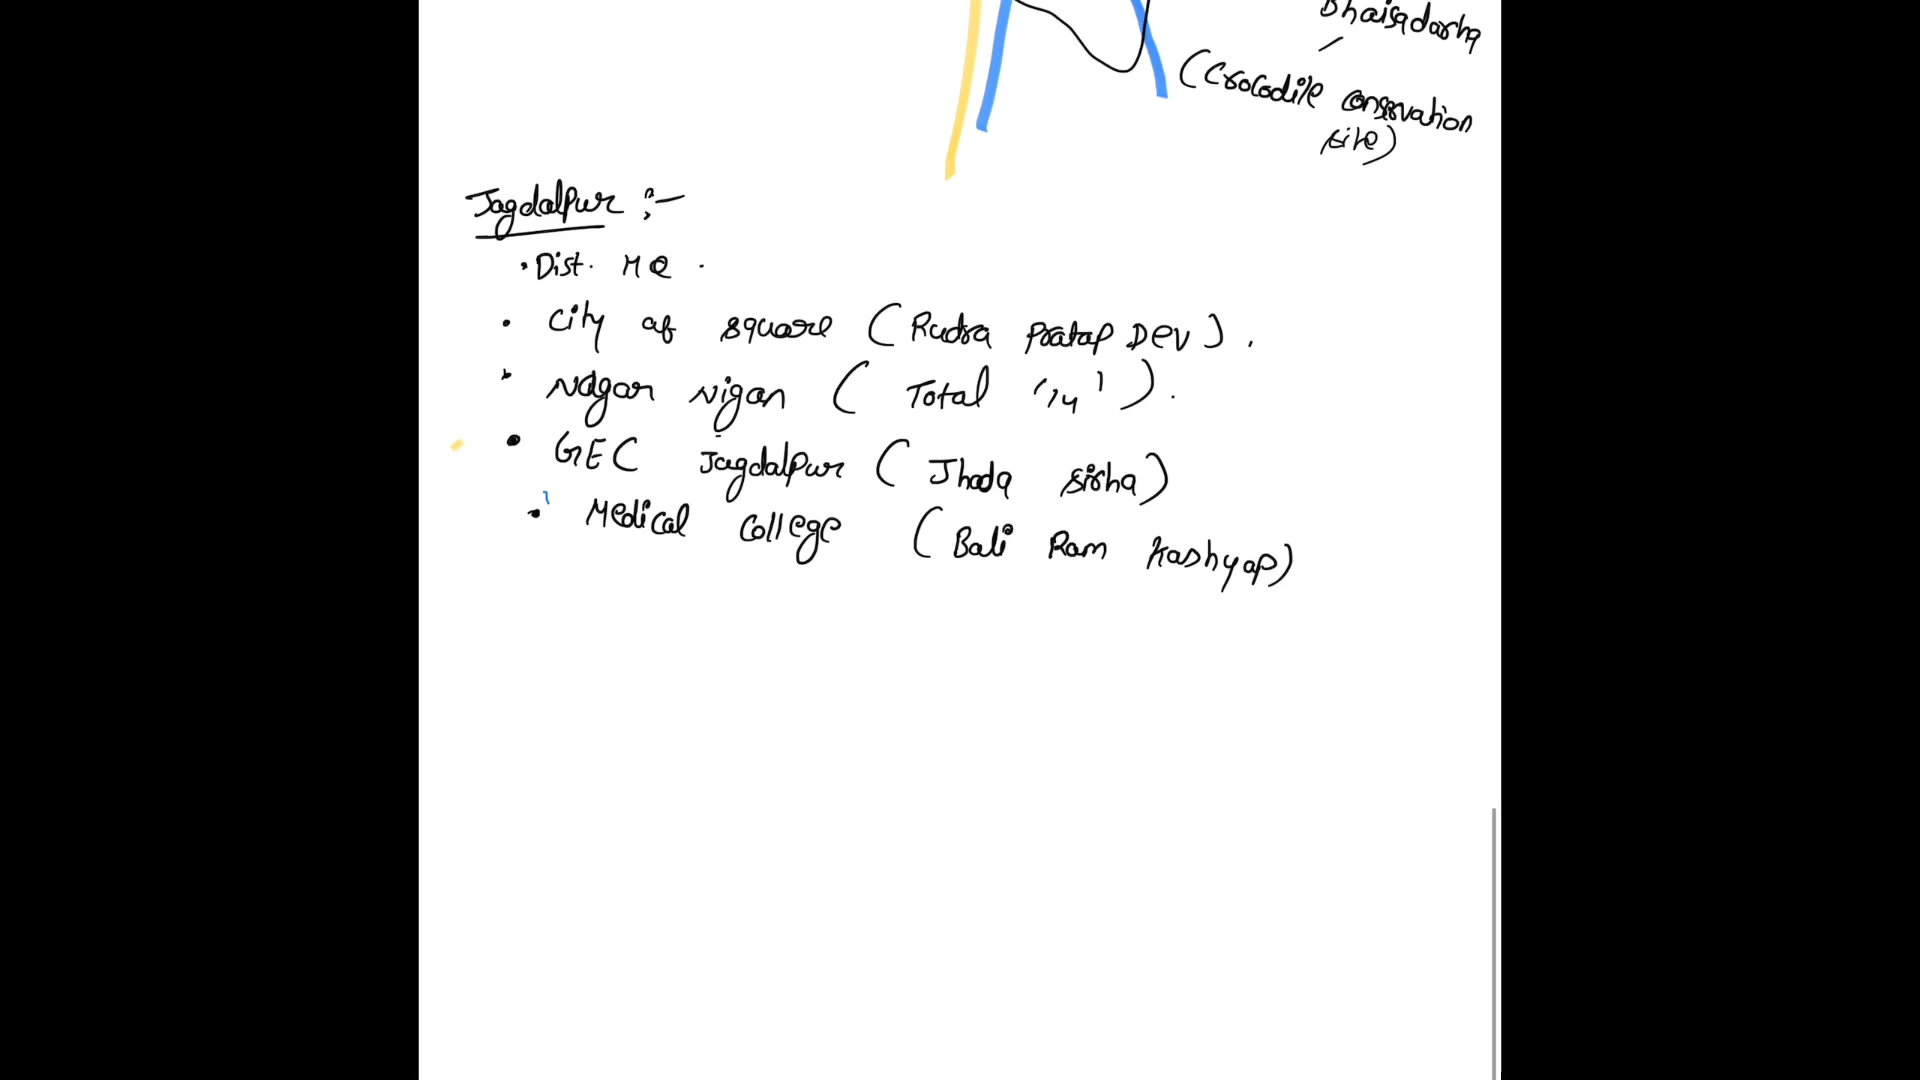 Bhaisadarha
(Crocodile conservation
site)
Jagdalpur :-
• Dist. HQ .
• City of square (Rudra Pratap Dev) .
• Nagar Nigan (Total '14') .
• GEC Jagdalpur (Jhada sirha)
• Medical College (Bali Ram Kashyap)